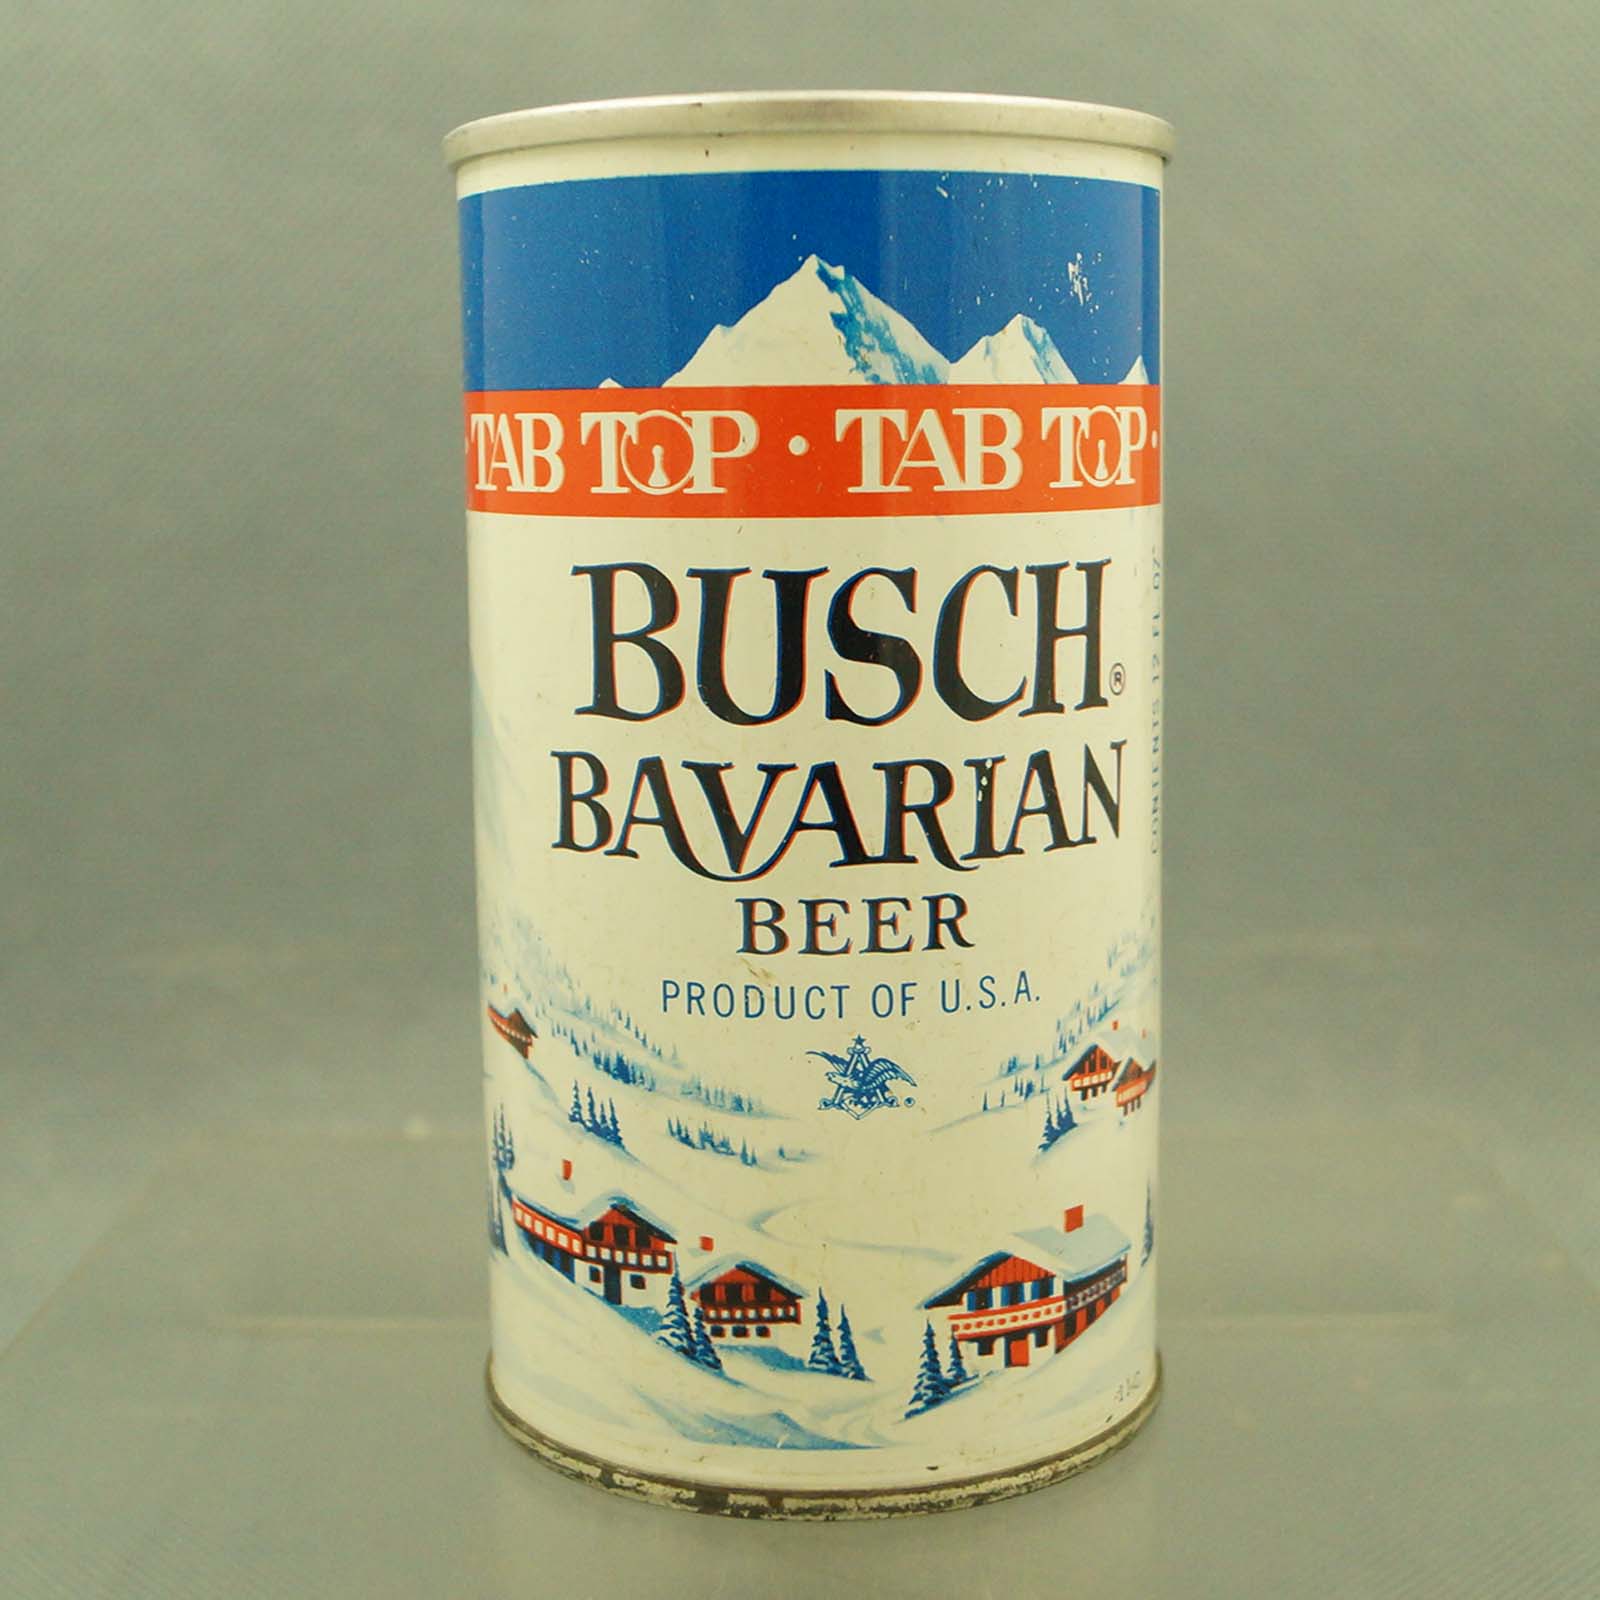 TAB TOP · TAB TOP ·
BUSCH®
BAVARIAN
BEER
PRODUCT OF U.S.A.
CONTENTS 12 FL. OZ.